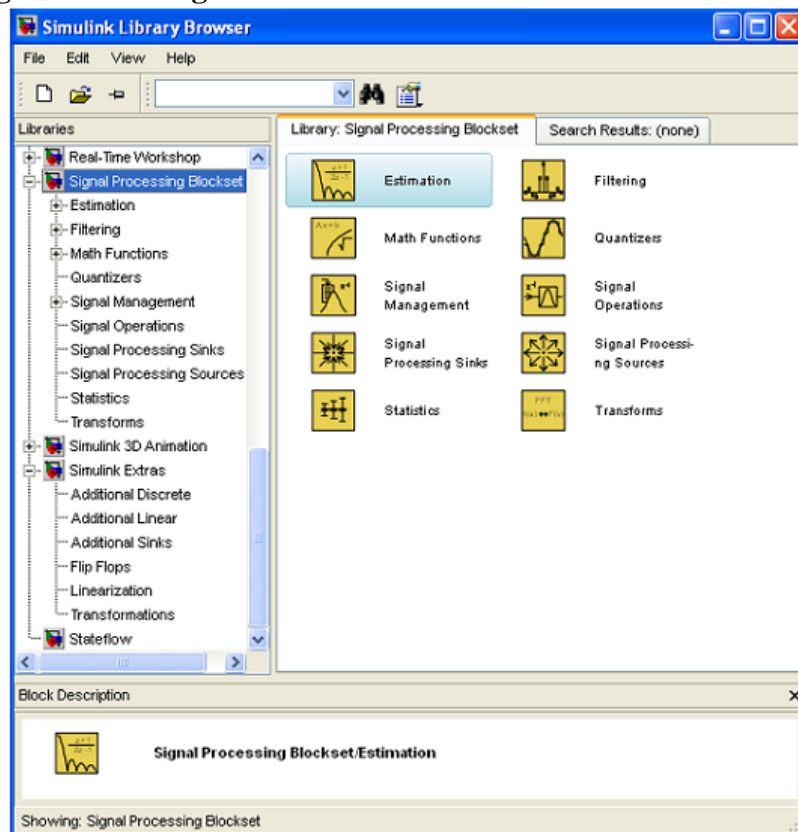 Simulink Library Browser
File Edit View Help
Libraries
Library: Signal Processing Blockset
Search Results: (none)
Real-Time Workshop
Signal Processing Blockset
Estimation
Filtering
Math Functions
Quantizers
Signal Management
Signal Operations
Signal Processing Sinks
Signal Processing Sources
Statistics
Transforms
Simulink 3D Animation
Simulink Extras
Additional Discrete
Additional Linear
Additional Sinks
Flip Flops
Linearization
Transformations
Stateflow
Estimation
Filtering
Math Functions
Quantizers
Signal
Management
Signal
Operations
Signal
Processing Sinks
Signal Processi-
ng Sources
Statistics
Transforms
Block Description
Signal Processing Blockset/Estimation
Showing: Signal Processing Blockset